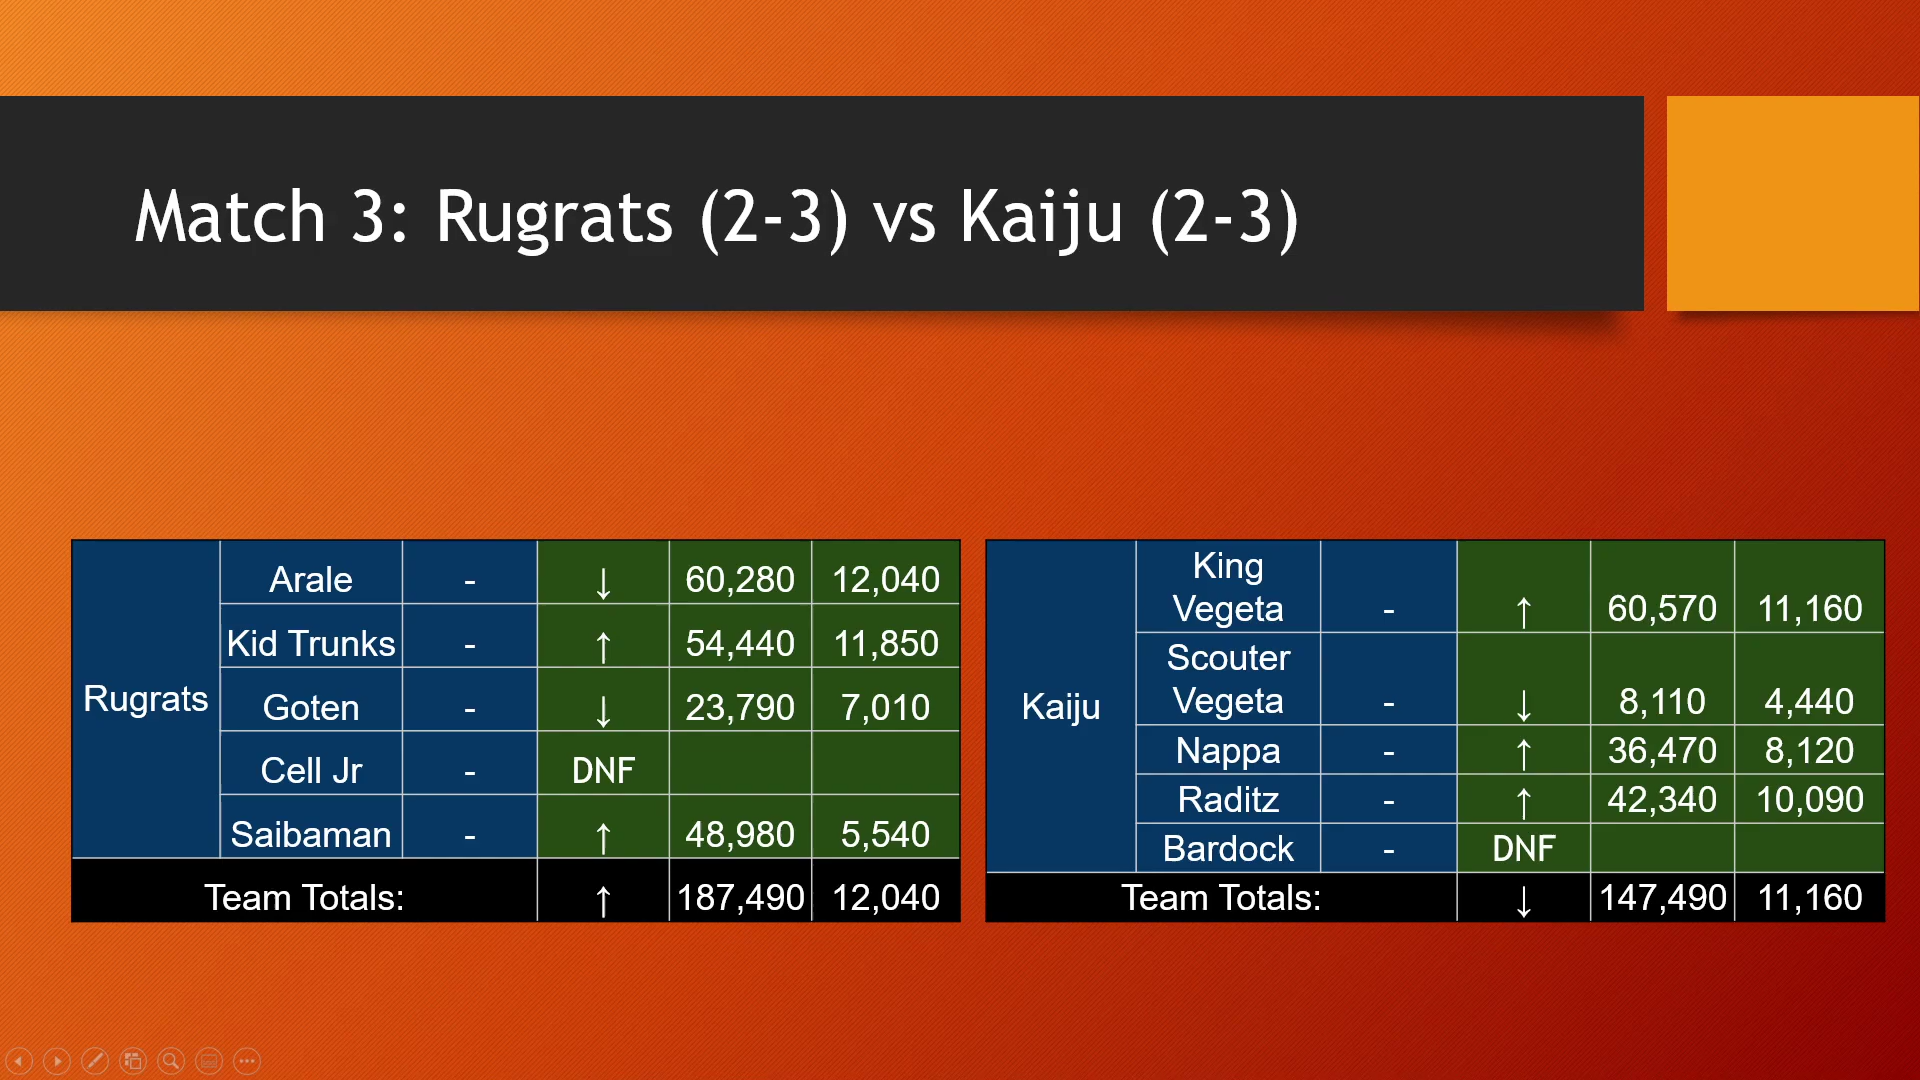 Match 3: Rugrats (2-3) vs Kaiju (2-3)
Rugrats
Arale - ↓ 60,280 12,040
Kid Trunks - ↑ 54,440 11,850
Goten - ↓ 23,790 7,010
Cell Jr - DNF
Saibaman - ↑ 48,980 5,540
Team Totals: ↑ 187,490 12,040
Kaiju
King
Vegeta - ↑ 60,570 11,160
Scouter
Vegeta - ↓ 8,110 4,440
Nappa - ↑ 36,470 8,120
Raditz - ↑ 42,340 10,090
Bardock - DNF
Team Totals: ↓ 147,490 11,160